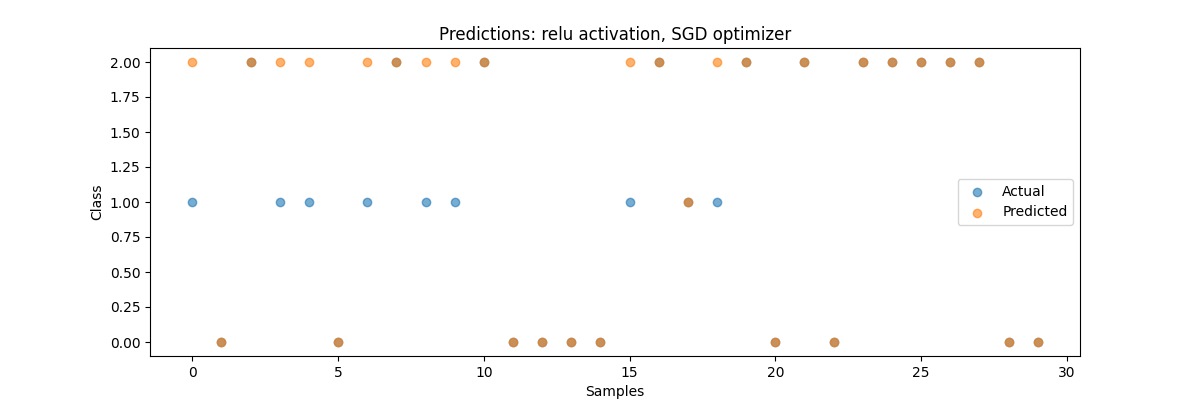 Predictions: relu activation, SGD optimizer
2.00
1.75
1.50
1.25
1.00
0.75
0.50
0.25
0.00
Class
Actual
Predicted
0 5 10 15 20 25 30
Samples